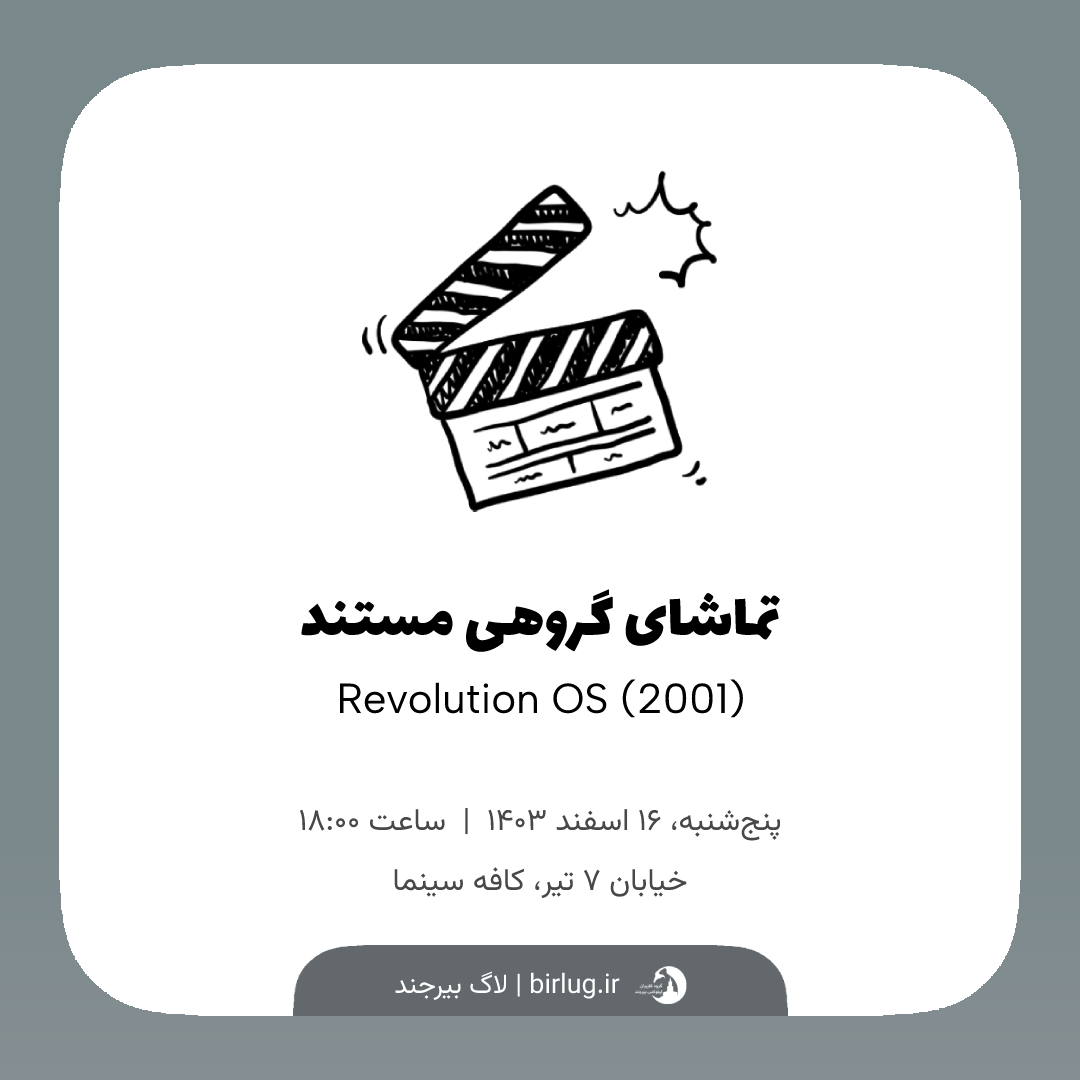 تماشای گروهی مستند
Revolution OS (2001)
پنج‌شنبه، ۱۶ اسفند ۱۴۰۳ | ساعت ۱۸:۰۰
خیابان ۷ تیر، کافه سینما
birlug.ir | لاگ بیرجند